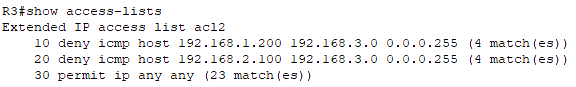 R3#show access-lists
Extended IP access list acl2
    10 deny icmp host 192.168.1.200 192.168.3.0 0.0.0.255 (4 match(es))
    20 deny icmp host 192.168.2.100 192.168.3.0 0.0.0.255 (4 match(es))
    30 permit ip any any (23 match(es))